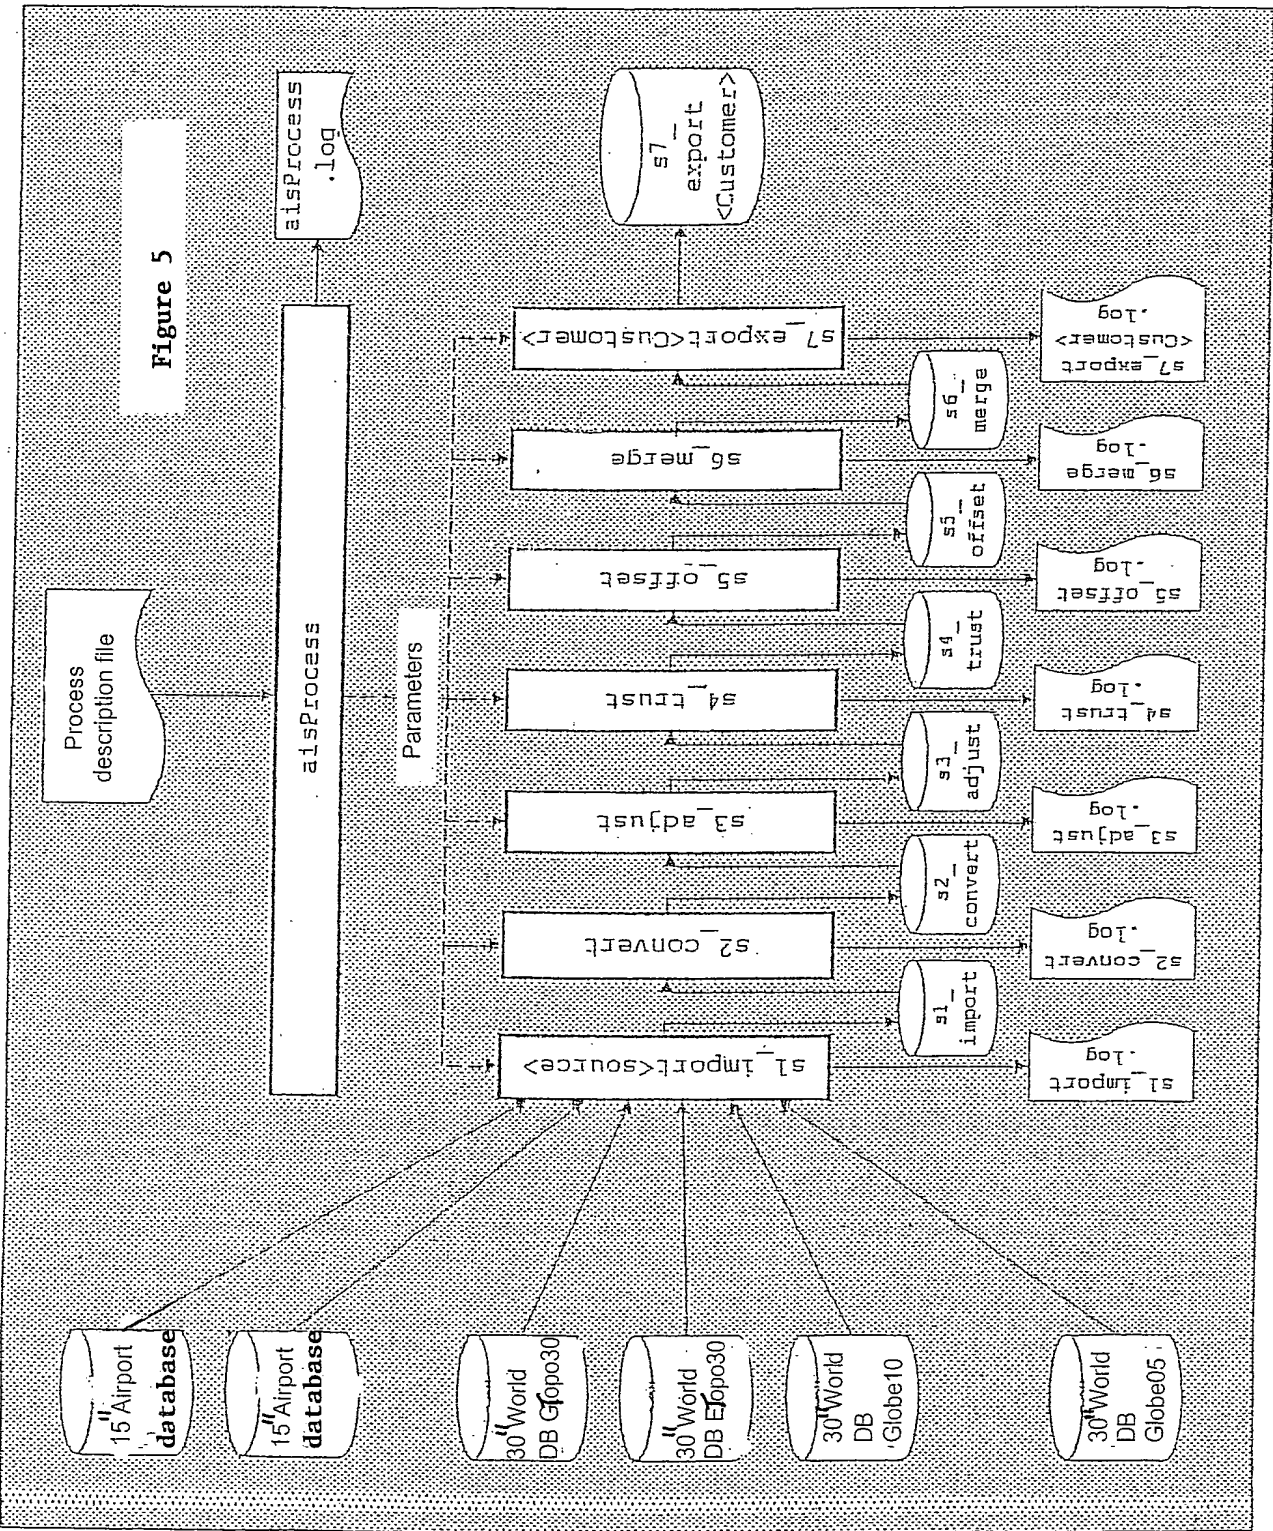 Figure 5
Process
description file
aisProcess
aisProcess
.log
Parameters
15" Airport
database
15" Airport
database
30" World
DB GTopo30
30" World
DB ETopo30
30" World
DB
Globe10
30" World
DB
Globe05
s1_import<source>
s2_convert
s3_adjust
s4_trust
s5_offset
s6_merge
s7_export<Customer>
s7_
export
<Customer>
s1_
import
s2_
convert
s3_
adjust
s4_
trust
s5_
offset
s6_
merge
s1_import
.log
s2_convert
.log
s3_adjust
.log
s4_trust
.log
s5_offset
.log
s6_merge
.log
s7_export
<Customer>
.log